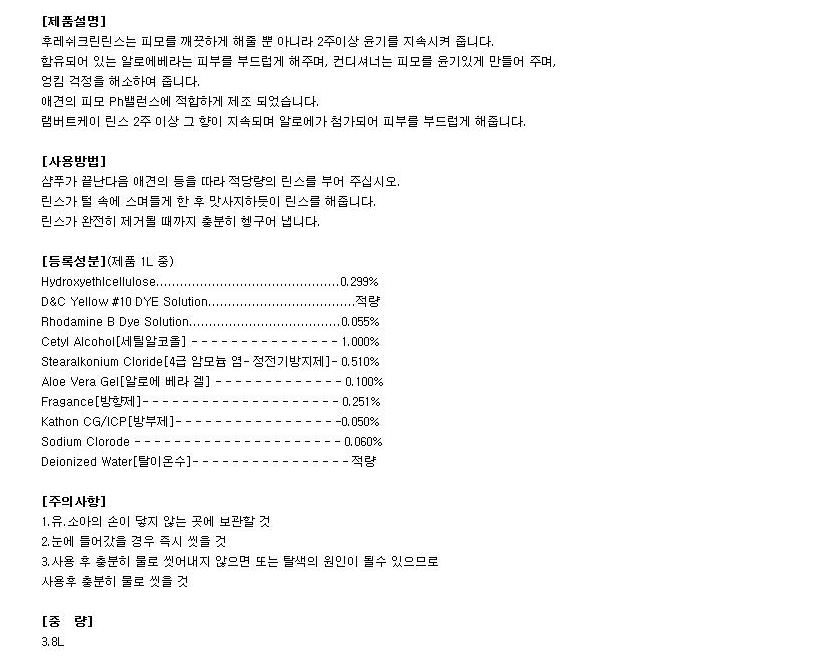 [제품설명]
후레쉬크린린스는 피모를 깨끗하게 해줄 뿐 아니라 2주이상 윤기를 지속시켜 줍니다.
함유되어 있는 알로에베라는 피부를 부드럽게 해주며, 컨디셔너는 피모를 윤기있게 만들어 주며,
엉킴 걱정을 해소하여 줍니다.
애견의 피모 Ph밸런스에 적합하게 제조 되었습니다.
램버트케이 린스 2주 이상 그 향이 지속되며 알로에가 첨가되어 피부를 부드럽게 해줍니다.
[사용방법]
샴푸가 끝난다음 애견의 등을 따라 적당량의 린스를 부어 주십시오.
린스가 털 속에 스며들게 한 후 맛사지하듯이 린스를 해줍니다.
린스가 완전히 제거될 때까지 충분히 헹구어 냅니다.
[등록성분](제품 1L 중)
Hydroxyethlcellulose..............................................0.299%
D&C Yellow #10 DYE Solution.....................................적량
Rhodamine B Dye Solution......................................0.055%
Cetyl Alcohol[세틸알코올] - - - - - - - - - - - - - - - 1.000%
Stearalkonium Cloride[4급 암모늄 염- 정전기방지제]- 0.510%
Aloe Vera Gel[알로에 베라 겔] - - - - - - - - - - - - - 0.100%
Fragance[방향제]- - - - - - - - - - - - - - - - - - - - 0.251%
Kathon CG/ICP[방부제]- - - - - - - - - - - - - - - - -0.050%
Sodium Clorode - - - - - - - - - - - - - - - - - - - - - 0.060%
Deionized Water[탈이온수]- - - - - - - - - - - - - - - - 적량
[주의사항]
1.유.소아의 손이 닿지 않는 곳에 보관할 것
2.눈에 들어갔을 경우 즉시 씻을 것
3.사용 후 충분히 물로 씻어내지 않으면 또는 탈색의 원인이 될수 있으므로
사용후 충분히 물로 씻을 것
[중 량]
3.8L